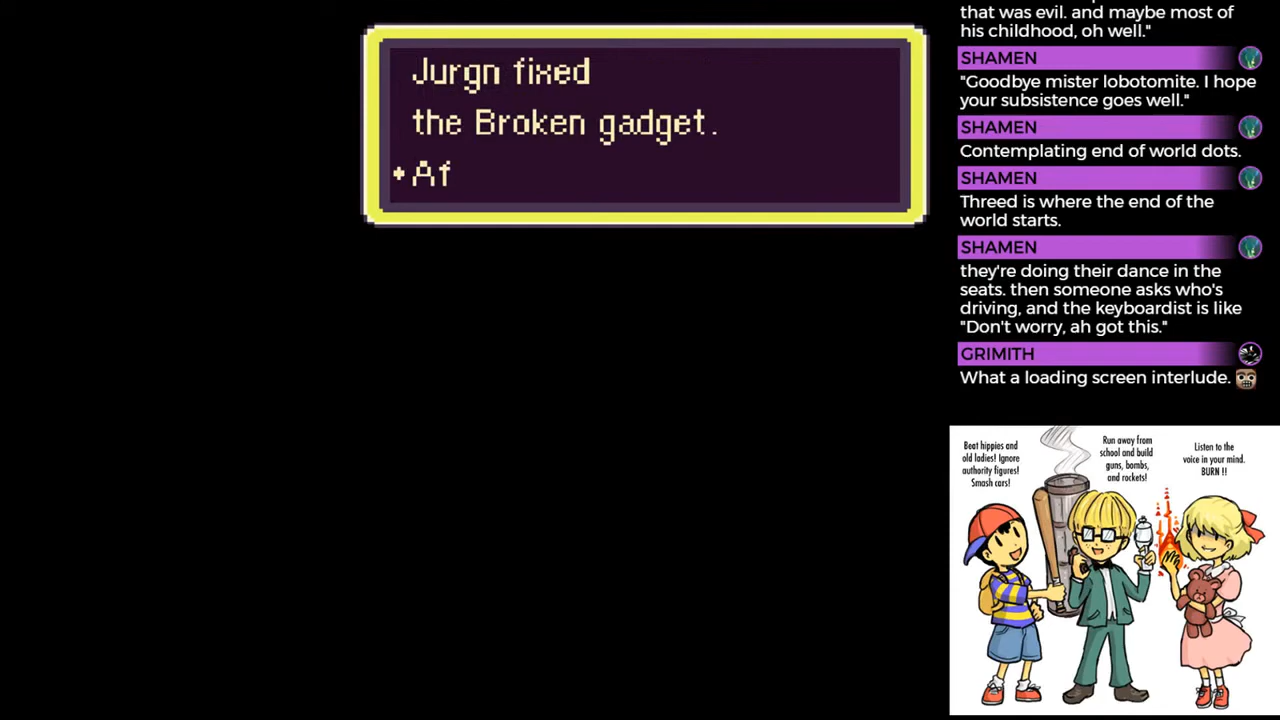 Jurgn fixed
the Broken gadget.
•Af
that was evil. and maybe most of
his childhood, oh well."
SHAMEN
"Goodbye mister lobotomite. I hope
your subsistence goes well."
SHAMEN
Contemplating end of world dots.
SHAMEN
Threed is where the end of the
world starts.
SHAMEN
they're doing their dance in the
seats. then someone asks who's
driving, and the keyboardist is like
"Don't worry, ah got this."
GRIMITH
What a loading screen interlude.
Beat hippies and
old ladies! Ignore
authority figures!
Smash cars!
Run away from
school and build
guns, bombs,
and rockets!
Listen to the
voice in your mind.
BURN !!